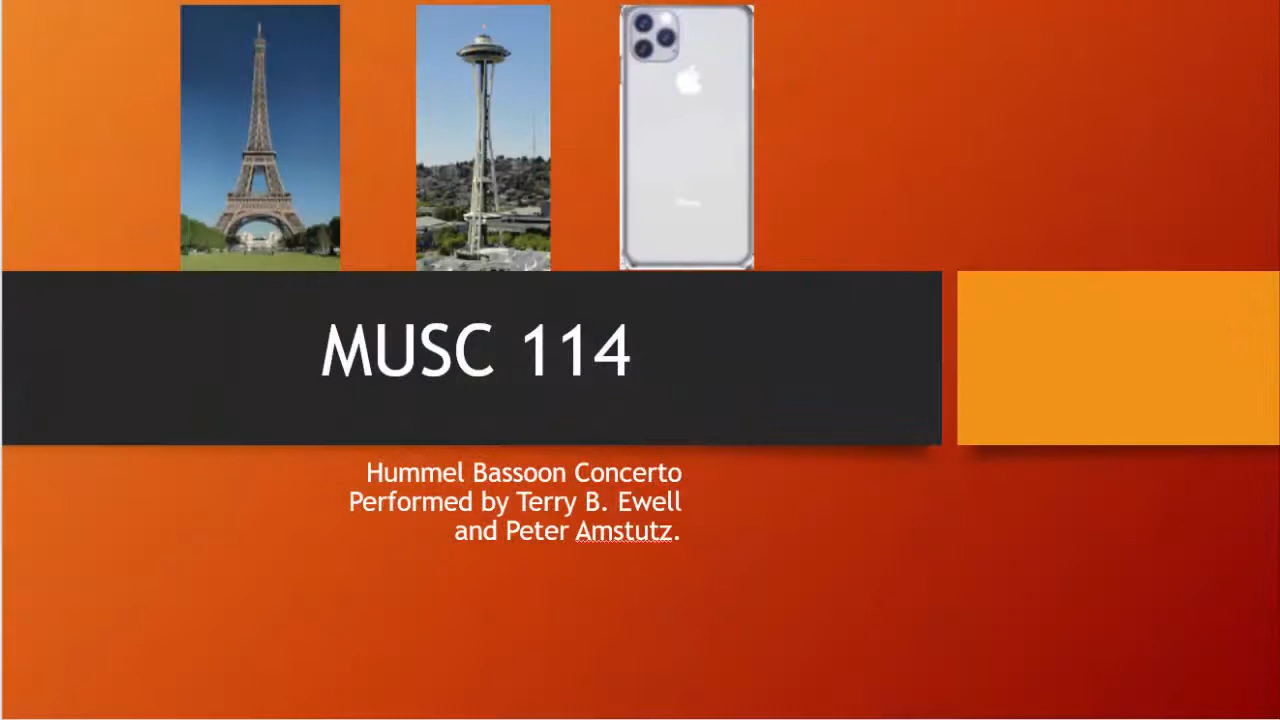 MUSC 114
Hummel Bassoon Concerto
Performed by Terry B. Ewell
and Peter Amstutz.